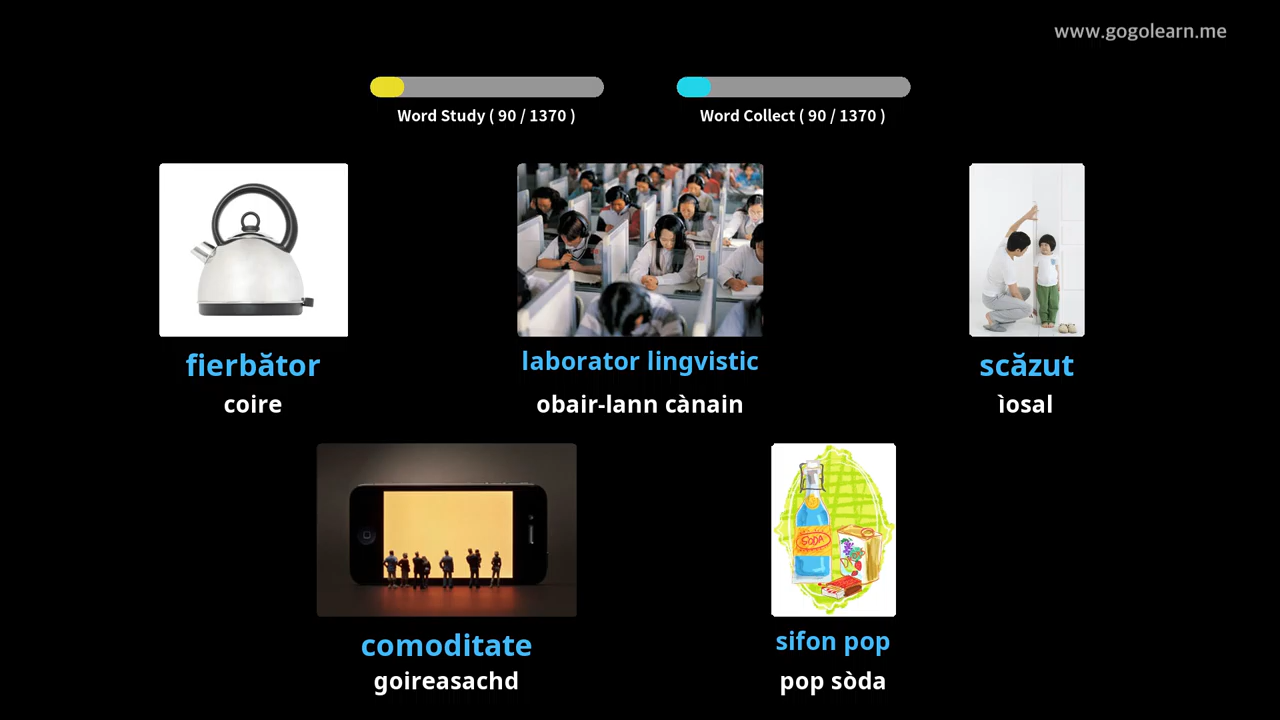 www.gogolearn.me
Word Study ( 90 / 1370 )
Word Collect ( 90 / 1370 )
fierbător
laborator lingvistic
scăzut
coire
obair-lann cànain
ìosal
SODA
comoditate
sifon pop
goireasachd
pop sòda